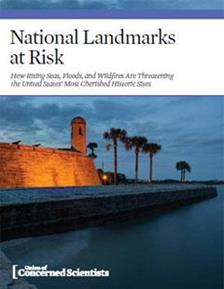 National Landmarks
at Risk
How Rising Seas, Floods, and Wildfires Are Threatening
the United States' Most Cherished Historic Sites
Union of
Concerned Scientists